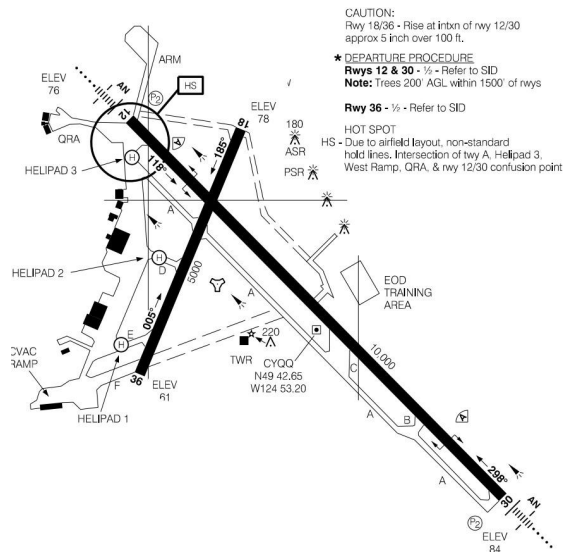 CAUTION:
Rwy 18/36 - Rise at intxn of rwy 12/30
approx 5 inch over 100 ft.
* DEPARTURE PROCEDURE
Rwys 12 & 30 - ½ - Refer to SID
Note: Trees 200' AGL within 1500' of rwys
Rwy 36 - ½ - Refer to SID
HOT SPOT
HS - Due to airfield layout, non-standard
hold lines. Intersection of twy A, Helipad 3,
West Ramp, QRA, & rwy 12/30 confusion point
ARM
ELEV
76
AN
P2
HS
ELEV
78
QRA
12
18
A
180
ASR
PSR
HELIPAD 3
H
118°
185°
A
HELIPAD 2
H
D
5000
A
EOD
TRAINING
AREA
005°
E
H
220
TWR
CYQQ
N49 42.65
W124 53.20
10,000
CVAC
RAMP
F
36
ELEV
61
HELIPAD 1
C
A
B
A
A
298°
30
AN
P2
ELEV
84